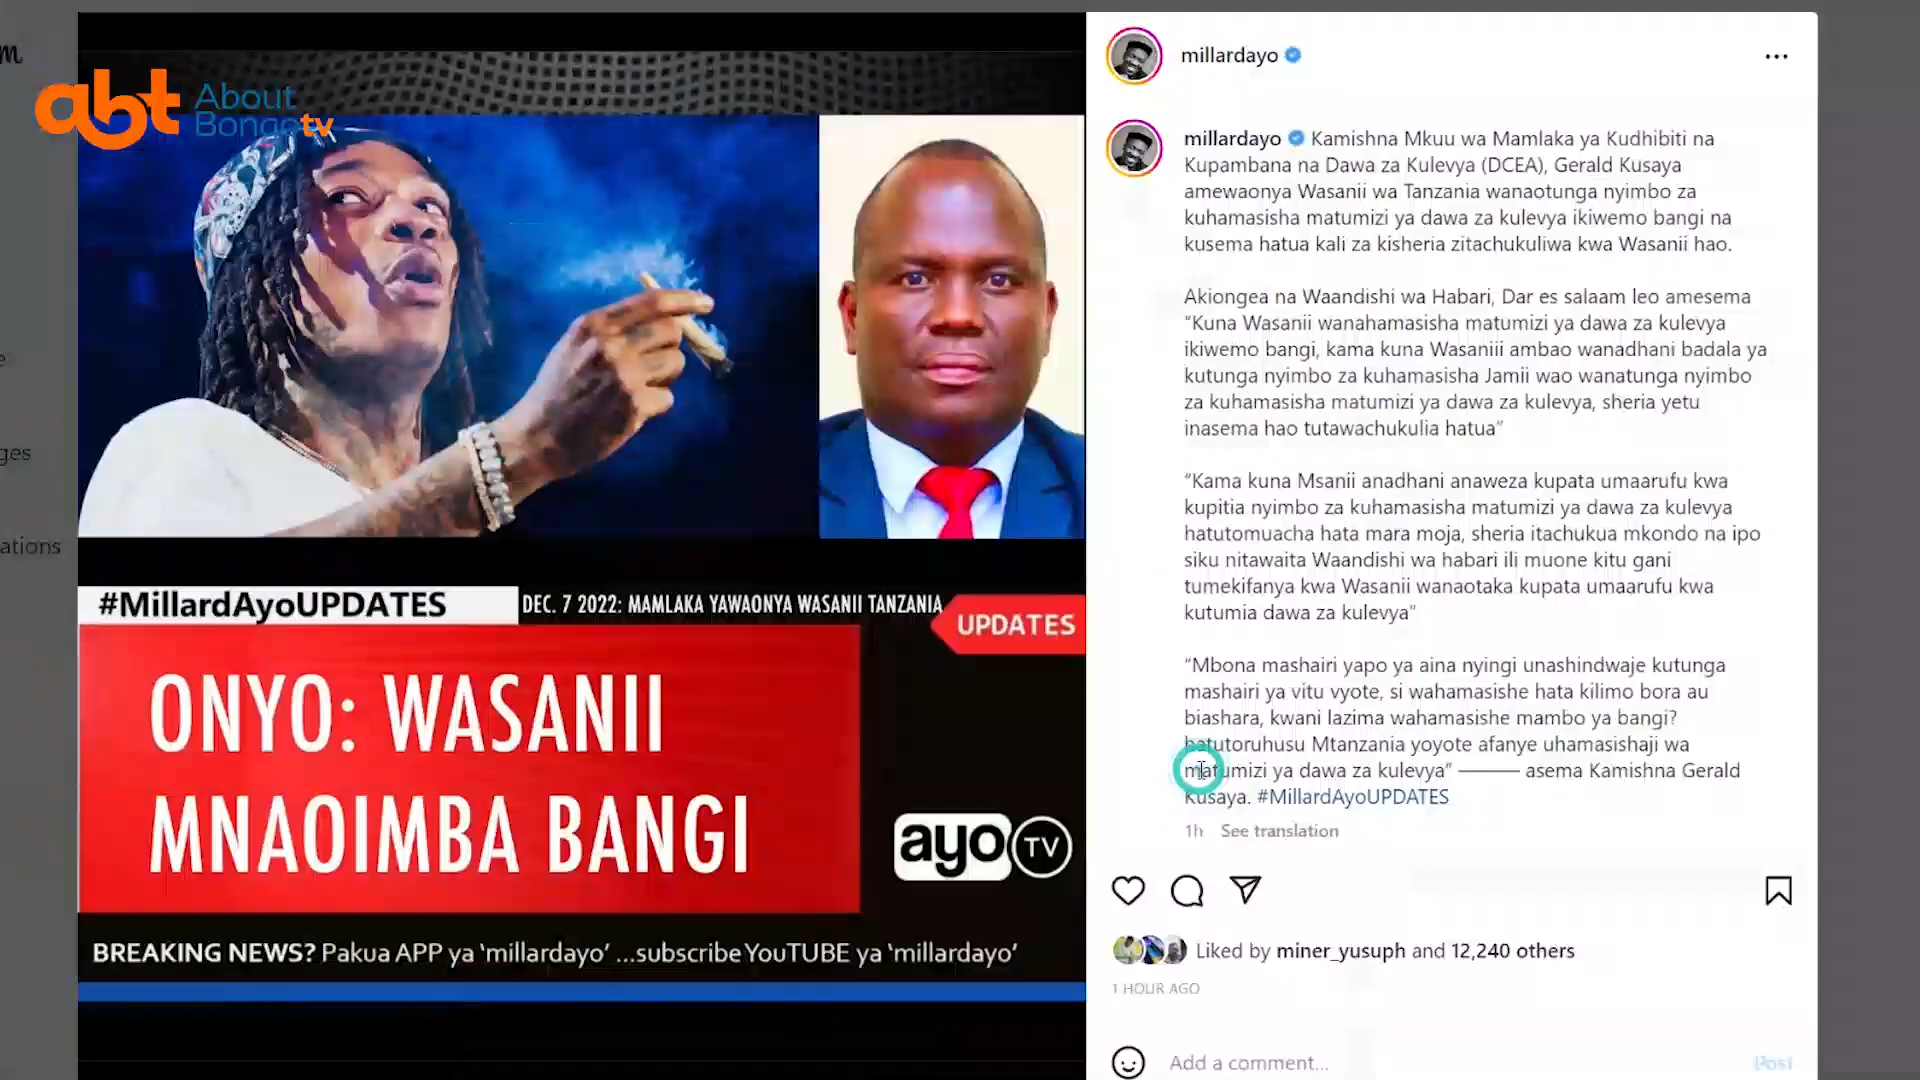 m
abt About
Bongo tv
ges
ations
#MillardAyoUPDATES
DEC. 7 2022: MAMLAKA YAWAONYA WASANII TANZANIA
UPDATES
ONYO: WASANII
MNAOIMBA BANGI
ayo TV
BREAKING NEWS? Pakua APP ya ‘millardayo’ ...subscribe YouTUBE ya ‘millardayo’
millardayo
...
millardayo Kamishna Mkuu wa Mamlaka ya Kudhibiti na
Kupambana na Dawa za Kulevya (DCEA), Gerald Kusaya
amewaonya Wasanii wa Tanzania wanaotunga nyimbo za
kuhamasisha matumizi ya dawa za kulevya ikiwemo bangi na
kusema hatua kali za kisheria zitachukuliwa kwa Wasanii hao.
Akiongea na Waandishi wa Habari, Dar es salaam leo amesema
“Kuna Wasanii wanahamasisha matumizi ya dawa za kulevya
ikiwemo bangi, kama kuna Wasaniii ambao wanadhani badala ya
kutunga nyimbo za kuhamasisha Jamii wao wanatunga nyimbo
za kuhamasisha matumizi ya dawa za kulevya, sheria yetu
inasema hao tutawachukulia hatua”
“Kama kuna Msanii anadhani anaweza kupata umaarufu kwa
kupitia nyimbo za kuhamasisha matumizi ya dawa za kulevya
hatutomuacha hata mara moja, sheria itachukua mkondo na ipo
siku nitawaita Waandishi wa habari ili muone kitu gani
tumekifanya kwa Wasanii wanaotaka kupata umaarufu kwa
kutumia dawa za kulevya”
“Mbona mashairi yapo ya aina nyingi unashindwaje kutunga
mashairi ya vitu vyote, si wahamasishe hata kilimo bora au
biashara, kwani lazima wahamasishe mambo ya bangi?
hatutoruhusu Mtanzania yoyote afanye uhamasishaji wa
matumizi ya dawa za kulevya” ——— asema Kamishna Gerald
Kusaya. #MillardAyoUPDATES
1h See translation
Liked by miner_yusuph and 12,240 others
1 HOUR AGO
Add a comment...
Post